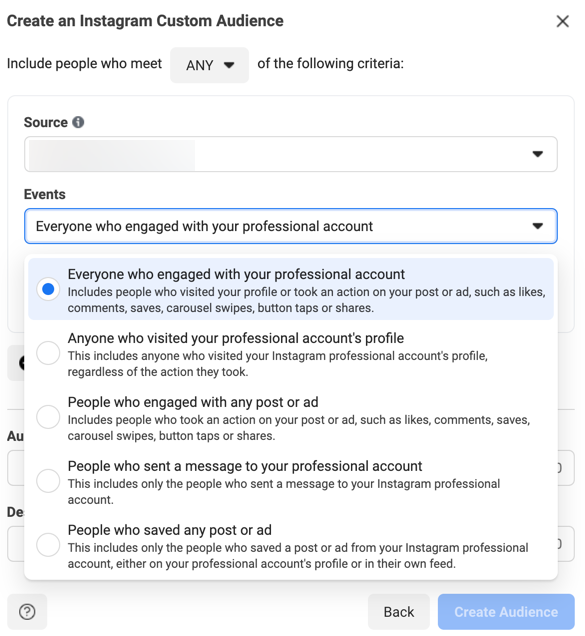 Create an Instagram Custom Audience
Include people who meet ANY of the following criteria:
Source
Events
Everyone who engaged with your professional account
Everyone who engaged with your professional account
Includes people who visited your profile or took an action on your post or ad, such as likes,
comments, saves, carousel swipes, button taps or shares.
Anyone who visited your professional account's profile
This includes anyone who visited your Instagram professional account's profile,
regardless of the action they took.
People who engaged with any post or ad
Includes people who took an action on your post or ad, such as likes, comments, saves,
carousel swipes, button taps or shares.
People who sent a message to your professional account
This includes only the people who sent a message to your Instagram professional
account.
People who saved any post or ad
This includes only the people who saved a post or ad from your Instagram professional
account, either on your professional account's profile or in their own feed.
Au
0
De
0
Back
Create Audience